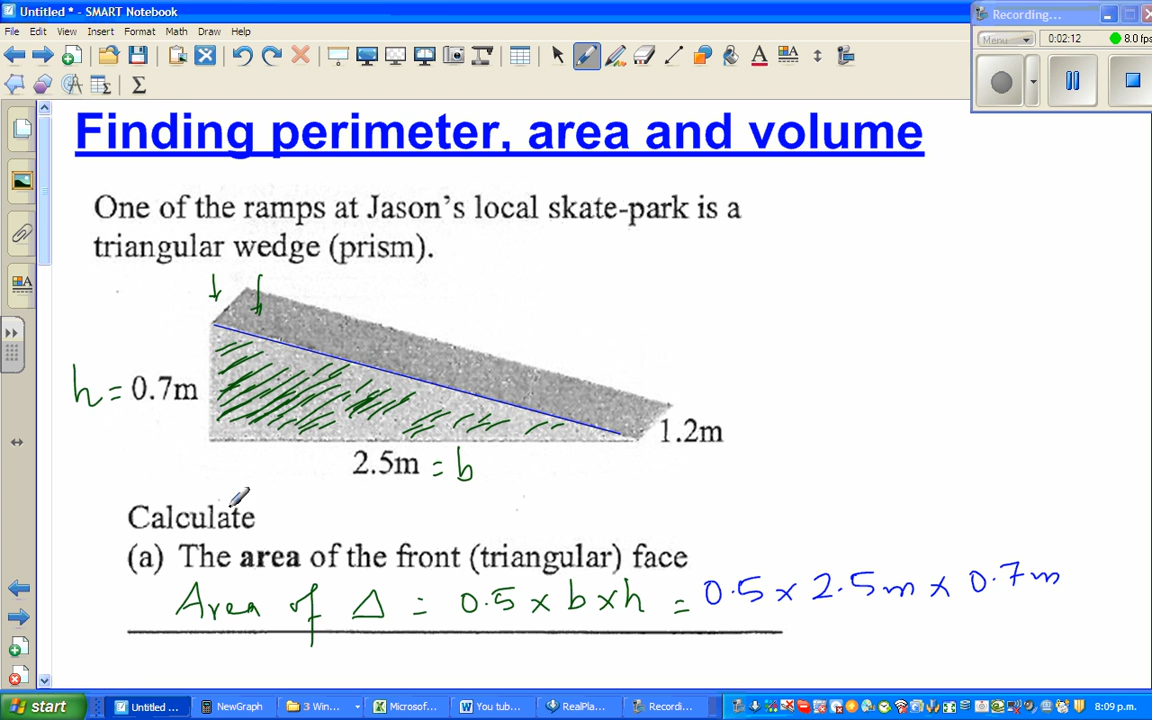 Untitled * - SMART Notebook
Recording...
File Edit View Insert Format Math Draw Help
Menu
0:02:12
8.0 fps
Finding perimeter, area and volume
One of the ramps at Jason's local skate-park is a
triangular wedge (prism).
h = 0.7m
1.2m
2.5m = b
Calculate
(a) The area of the front (triangular) face
Area of Δ = 0.5 × b × h = 0.5 × 2.5m × 0.7m
start
Untitled ...
NewGraph
3 Win...
Microsof...
You tub...
RealPla...
Recordi...
8:09 p.m.